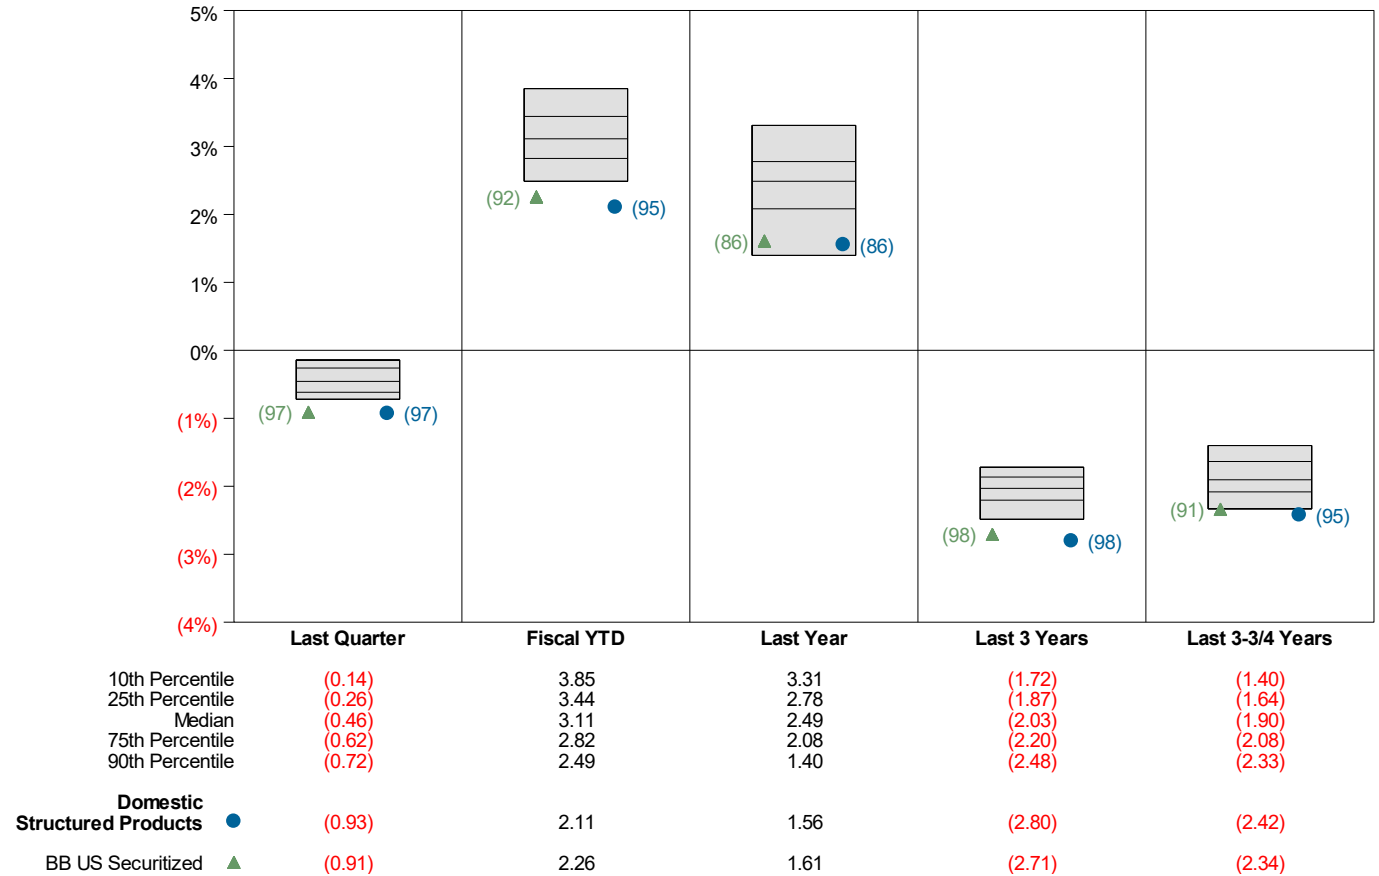 5%
4%
3%
2%
1%
0%
(1%)
(2%)
(3%)
(4%)
(92) (95)
(86) (86)
(97) (97)
(98) (98)
(91) (95)
Last Quarter Fiscal YTD Last Year Last 3 Years Last 3-3/4 Years
10th Percentile (0.14) 3.85 3.31 (1.72) (1.40)
25th Percentile (0.26) 3.44 2.78 (1.87) (1.64)
Median (0.46) 3.11 2.49 (2.03) (1.90)
75th Percentile (0.62) 2.82 2.08 (2.20) (2.08)
90th Percentile (0.72) 2.49 1.40 (2.48) (2.33)
Domestic
Structured Products (0.93) 2.11 1.56 (2.80) (2.42)
BB US Securitized (0.91) 2.26 1.61 (2.71) (2.34)